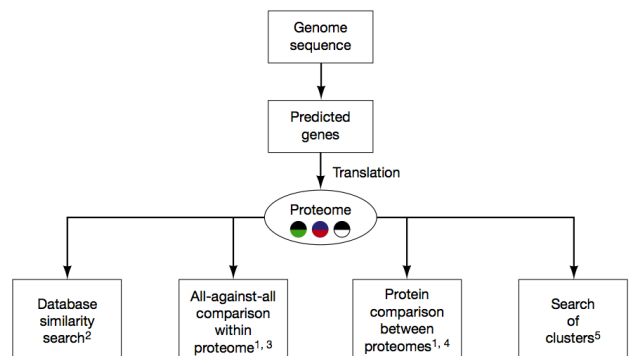 Genome
sequence
Predicted
genes
Translation
Proteome
Database
similarity
search2
All-against-all
comparison
within
proteome1, 3
Protein
comparison
between
proteomes1, 4
Search
of
clusters5